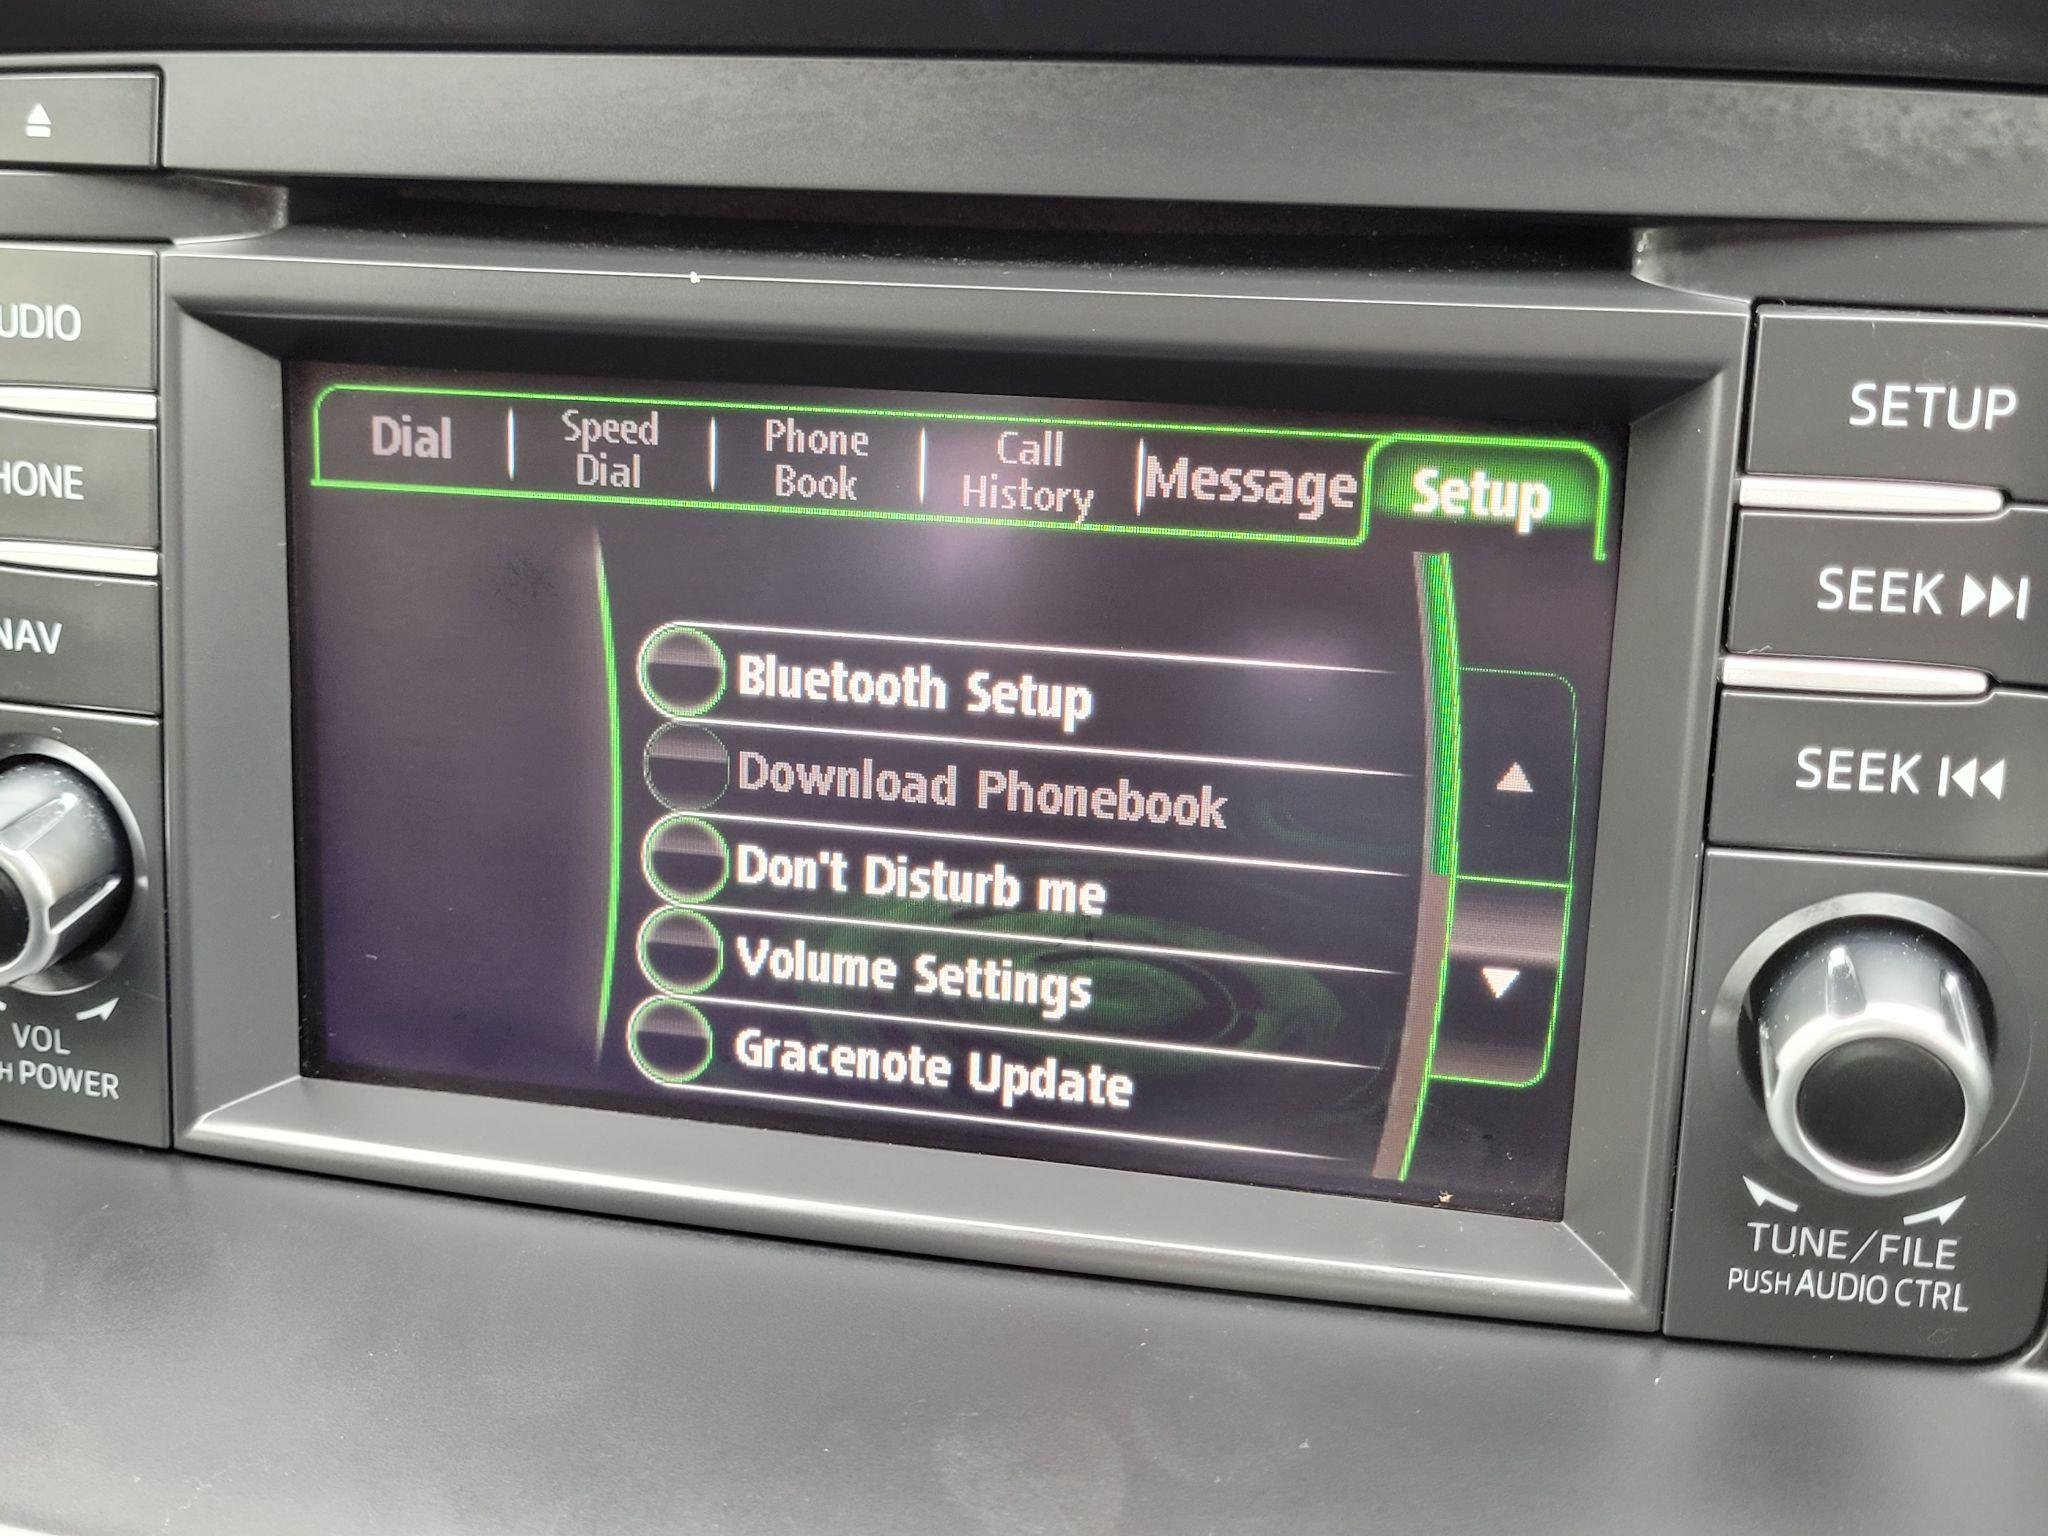 UDIO
HONE
NAV
VOL
H POWER
Dial
Speed
Dial
Phone
Book
Call
History
Message
Setup
Bluetooth Setup
Download Phonebook
Don't Disturb me
Volume Settings
Gracenote Update
SETUP
SEEK
SEEK
TUNE/FILE
PUSH AUDIO CTRL